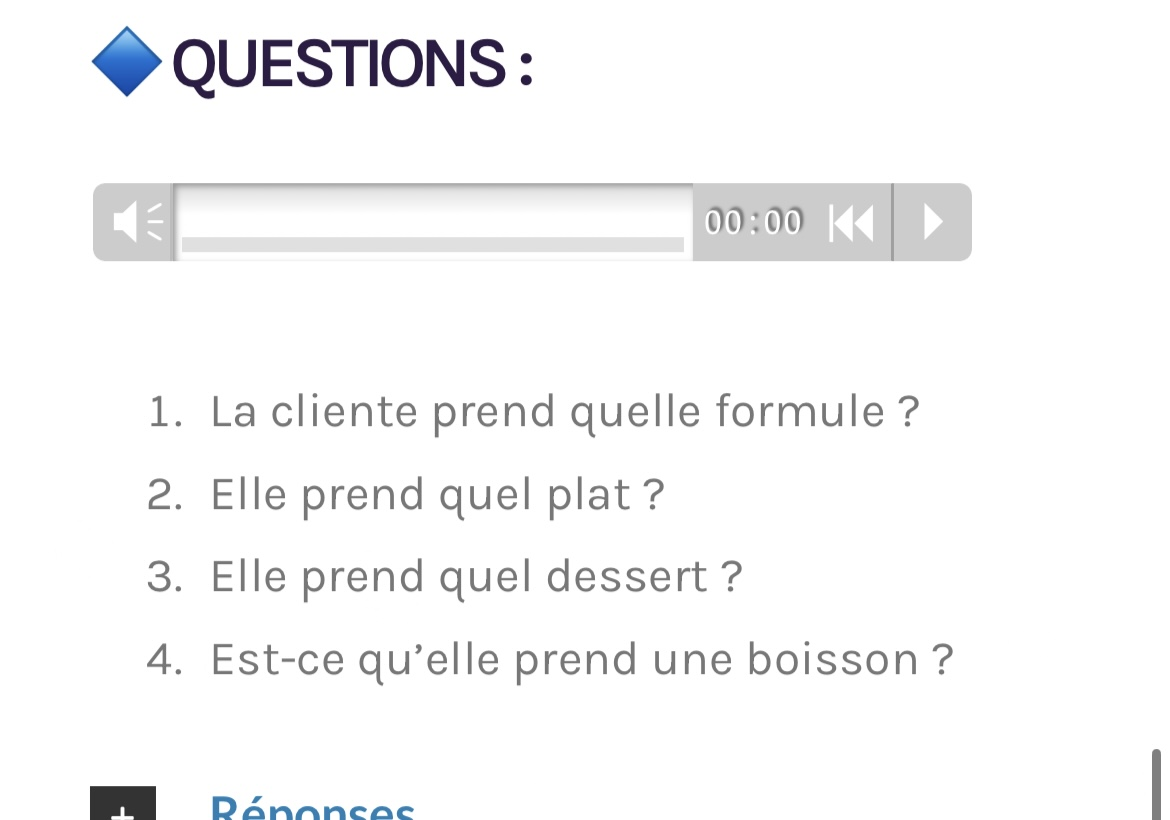 QUESTIONS :
00:00
1. La cliente prend quelle formule ?
2. Elle prend quel plat ?
3. Elle prend quel dessert ?
4. Est-ce qu’elle prend une boisson ?
+ Réponses